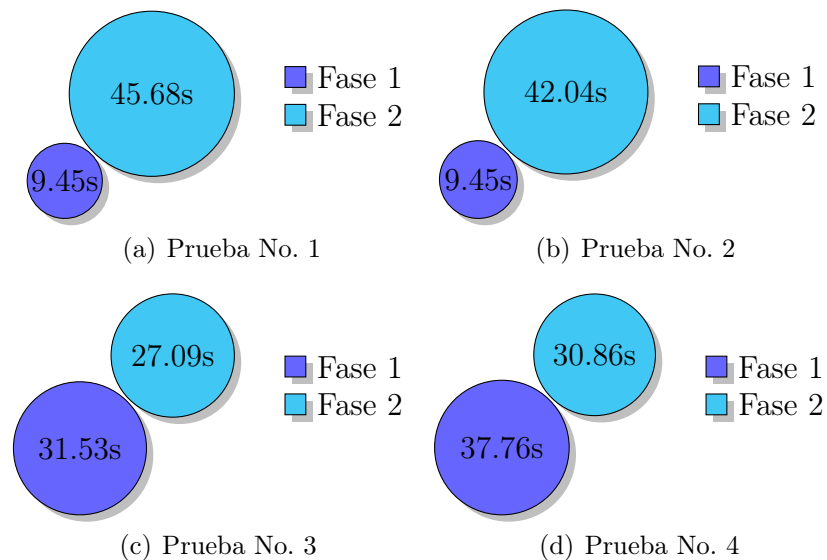 45.68s
9.45s
Fase 1
Fase 2
(a) Prueba No. 1
42.04s
9.45s
Fase 1
Fase 2
(b) Prueba No. 2
27.09s
31.53s
Fase 1
Fase 2
(c) Prueba No. 3
30.86s
37.76s
Fase 1
Fase 2
(d) Prueba No. 4